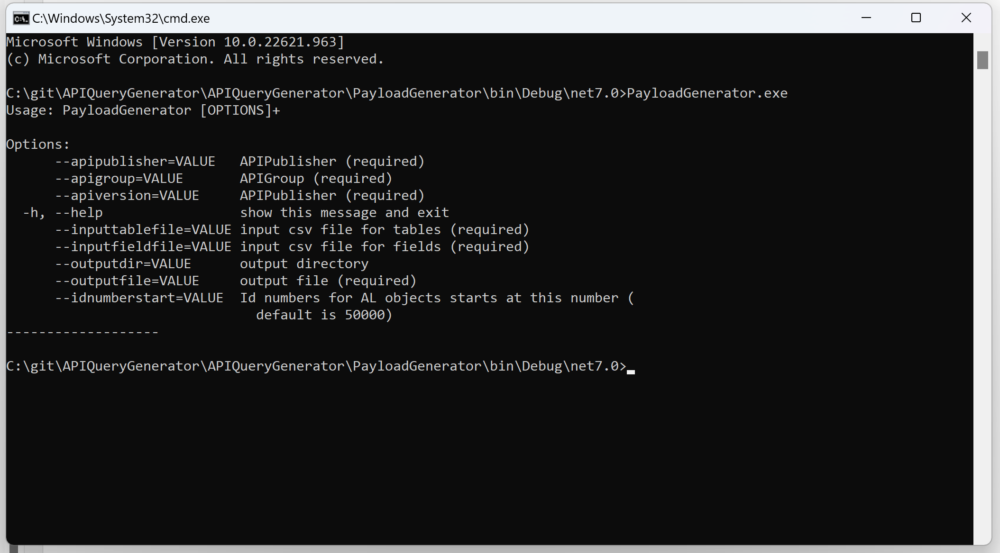 C:\Windows\System32\cmd.exe
Microsoft Windows [Version 10.0.22621.963]
(c) Microsoft Corporation. All rights reserved.

C:\git\APIQueryGenerator\APIQueryGenerator\PayloadGenerator\bin\Debug\net7.0>PayloadGenerator.exe
Usage: PayloadGenerator [OPTIONS]+

Options:
      --apipublisher=VALUE   APIPublisher (required)
      --apigroup=VALUE       APIGroup (required)
      --apiversion=VALUE     APIPublisher (required)
  -h, --help                 show this message and exit
      --inputtablefile=VALUE input csv file for tables (required)
      --inputfieldfile=VALUE input csv file for fields (required)
      --outputdir=VALUE      output directory
      --outputfile=VALUE     output file (required)
      --idnumberstart=VALUE  Id numbers for AL objects starts at this number (
                               default is 50000)
-------------------

C:\git\APIQueryGenerator\APIQueryGenerator\PayloadGenerator\bin\Debug\net7.0>